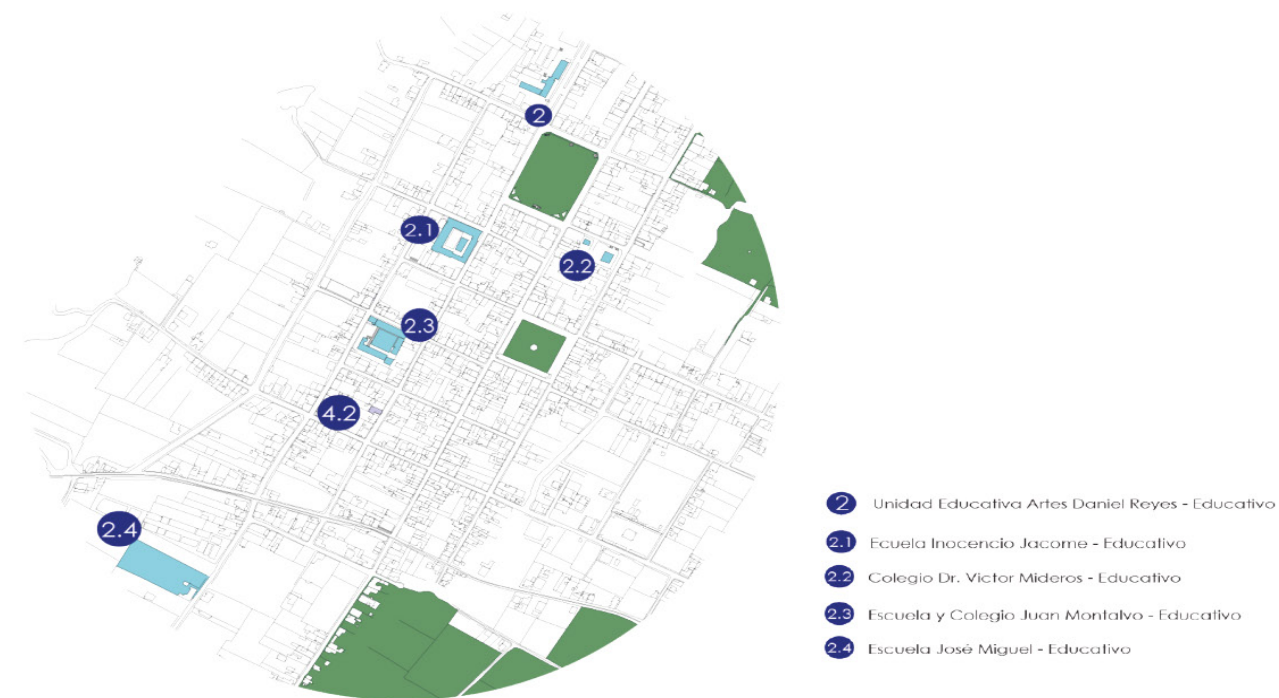 2
2.1
2.2
2.3
4.2
2.4
2 Unidad Educativa Artes Daniel Reyes - Educativo
2.1 Ecuela Inocencio Jacome - Educativo
2.2 Colegio Dr. Victor Mideros - Educativo
2.3 Escuela y Colegio Juan Montalvo - Educativo
2.4 Escuela José Miguel - Educativo